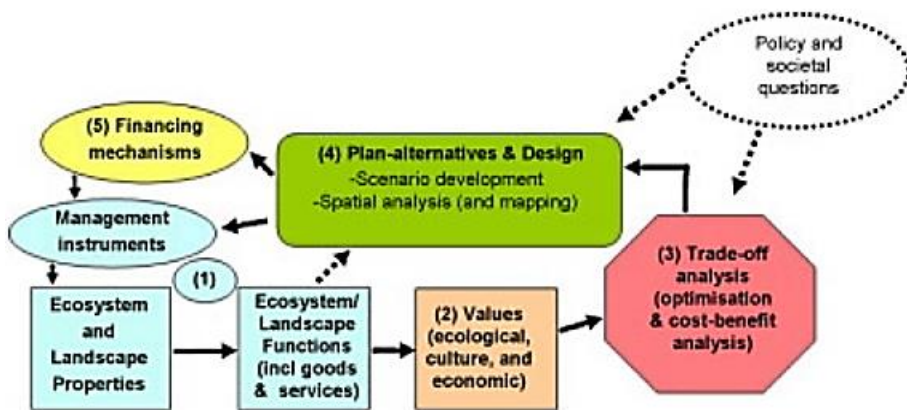 Policy and
societal
questions
(5) Financing
mechanisms
(4) Plan-alternatives & Design
-Scenario development
-Spatial analysis (and mapping)
Management
instruments
(1)
Ecosystem
and
Landscape
Properties
Ecosystem/
Landscape
Functions
(incl goods
& services)
(2) Values
(ecological,
culture, and
economic)
(3) Trade-off
analysis
(optimisation
& cost-benefit
analysis)